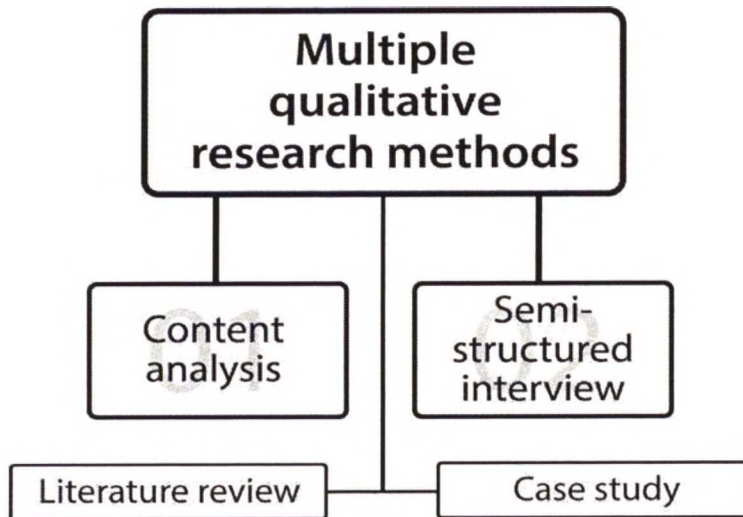 Multiple
qualitative
research methods
01
Content
analysis
02
Semi-
structured
interview
Literature review
Case study